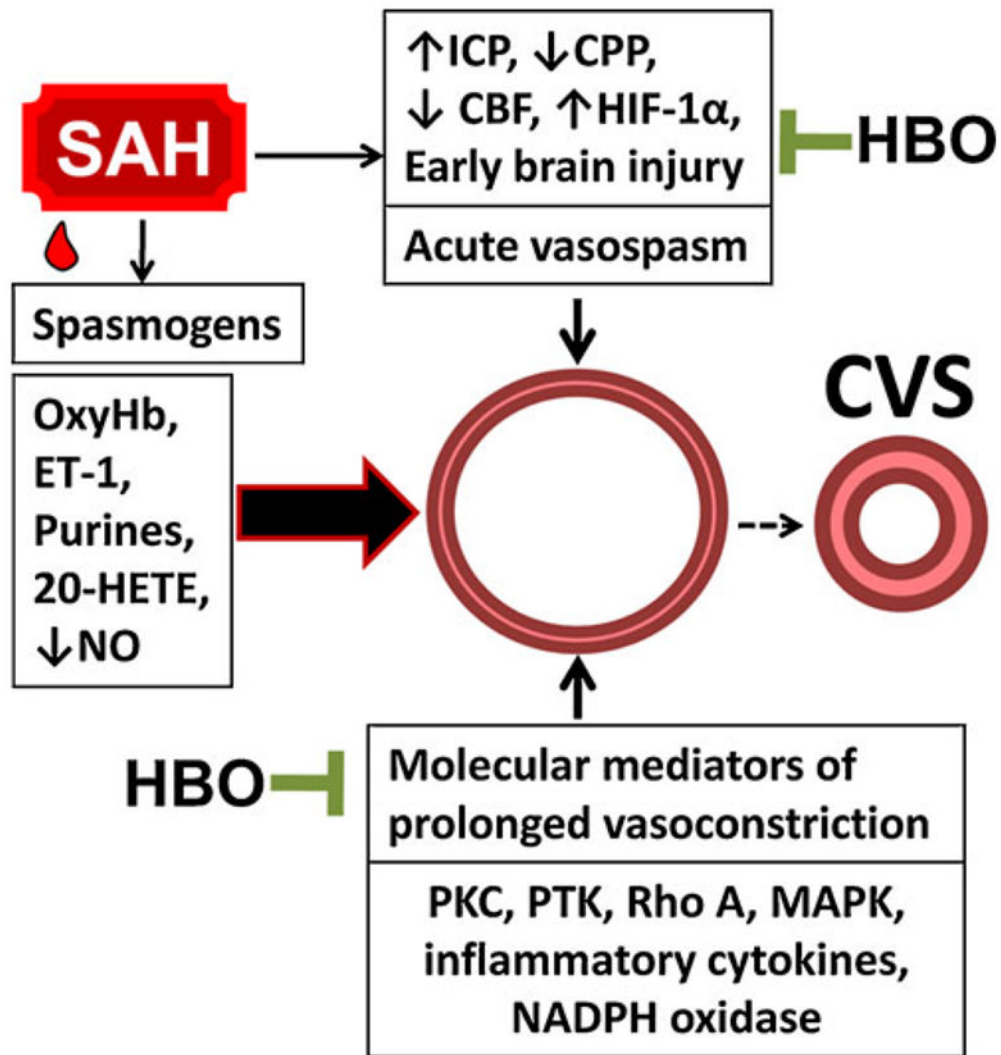 SAH
↑ICP, ↓CPP,
↓ CBF, ↑HIF-1α,
Early brain injury
Acute vasospasm
HBO
Spasmogens
OxyHb,
ET-1,
Purines,
20-HETE,
↓NO
CVS
HBO
Molecular mediators of
prolonged vasoconstriction
PKC, PTK, Rho A, MAPK,
inflammatory cytokines,
NADPH oxidase